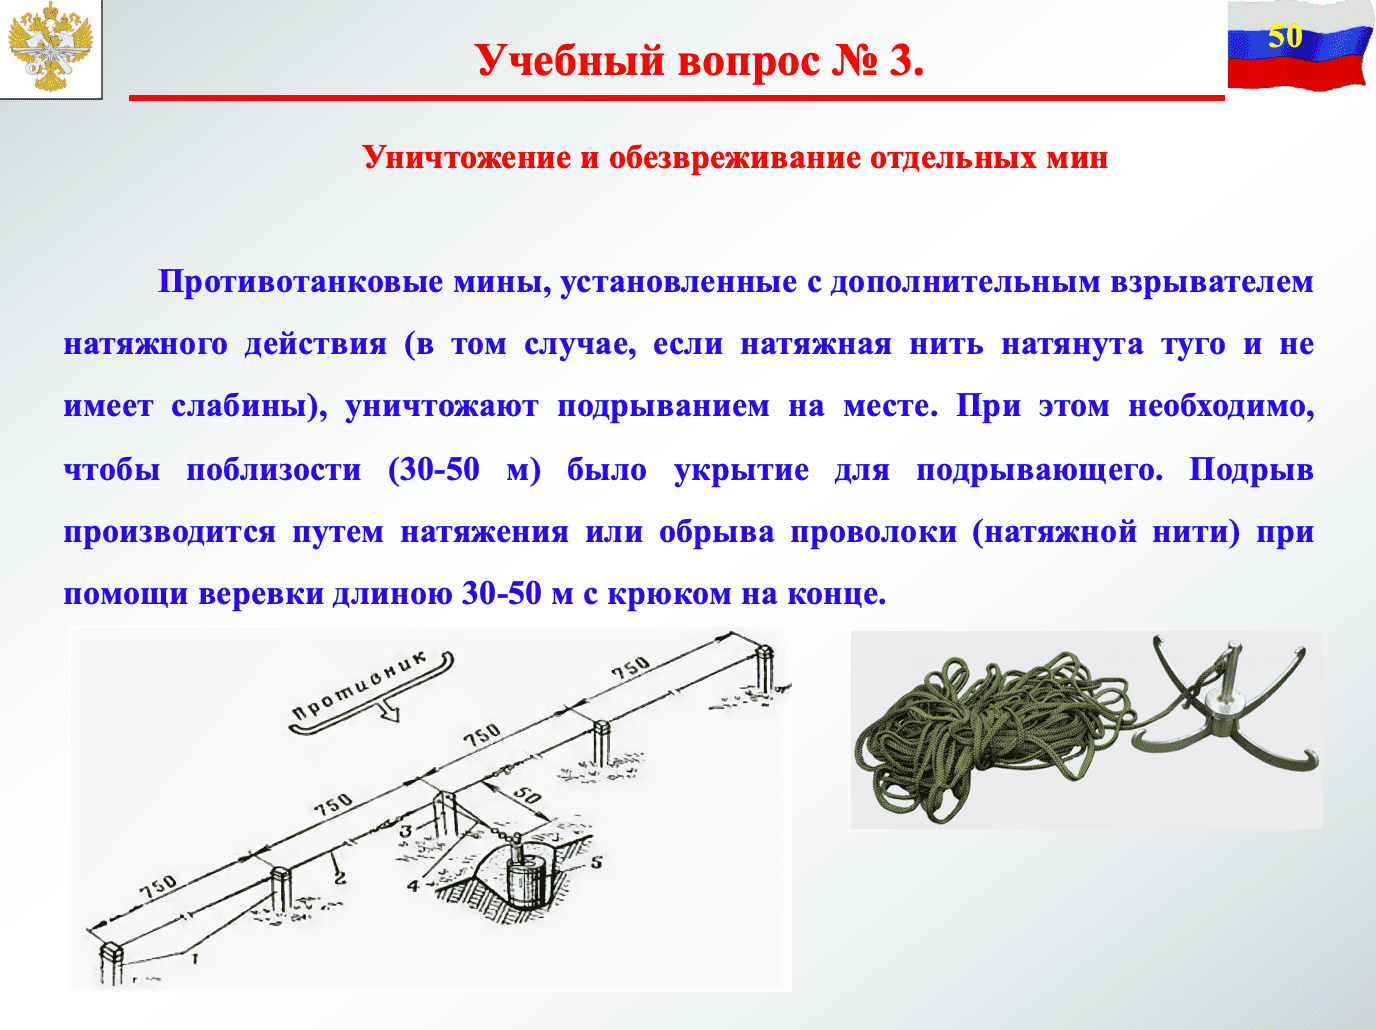 50
Учебный вопрос № 3.
Уничтожение и обезвреживание отдельных мин
Противотанковые мины, установленные с дополнительным взрывателем
натяжного действия (в том случае, если натяжная нить натянута туго и не
имеет слабины), уничтожают подрыванием на месте. При этом необходимо,
чтобы поблизости (30-50 м) было укрытие для подрывающего. Подрыв
производится путем натяжения или обрыва проволоки (натяжной нити) при
помощи веревки длиною 30-50 м с крюком на конце.
Противник
750
750
750
750
50
1
2
3
4
5